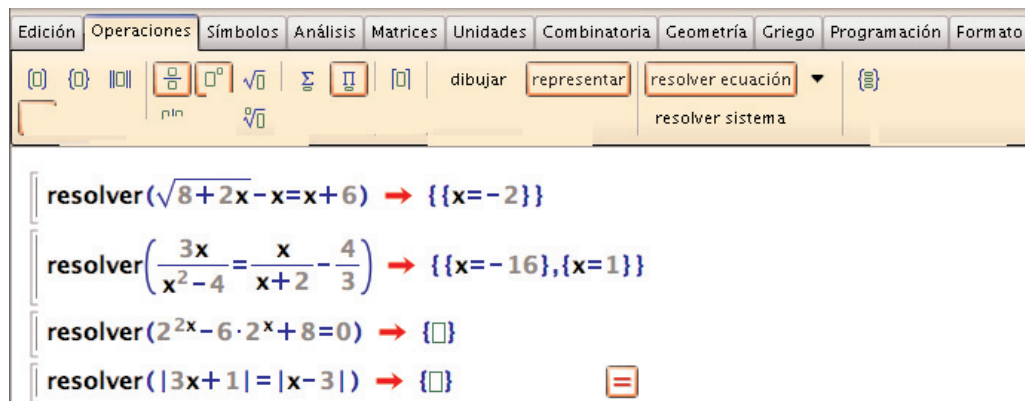 Edición Operaciones Símbolos Análisis Matrices Unidades Combinatoria Geometría Griego Programación Formato
(▯) {▯} ‖▯‖ ▯/▯ ▯^▯ √▯ Σ Π ⌈▯⌉ dibujar representar resolver ecuación ▼ {▯
▯√▯ resolver sistema
resolver(√(8+2x)-x=x+6) → {{x=-2}}
resolver(3x/(x²-4)=x/(x+2)-4/3) → {{x=-16},{x=1}}
resolver(2^(2x)-6·2^x+8=0) → {▯}
resolver(|3x+1|=|x-3|) → {▯} =